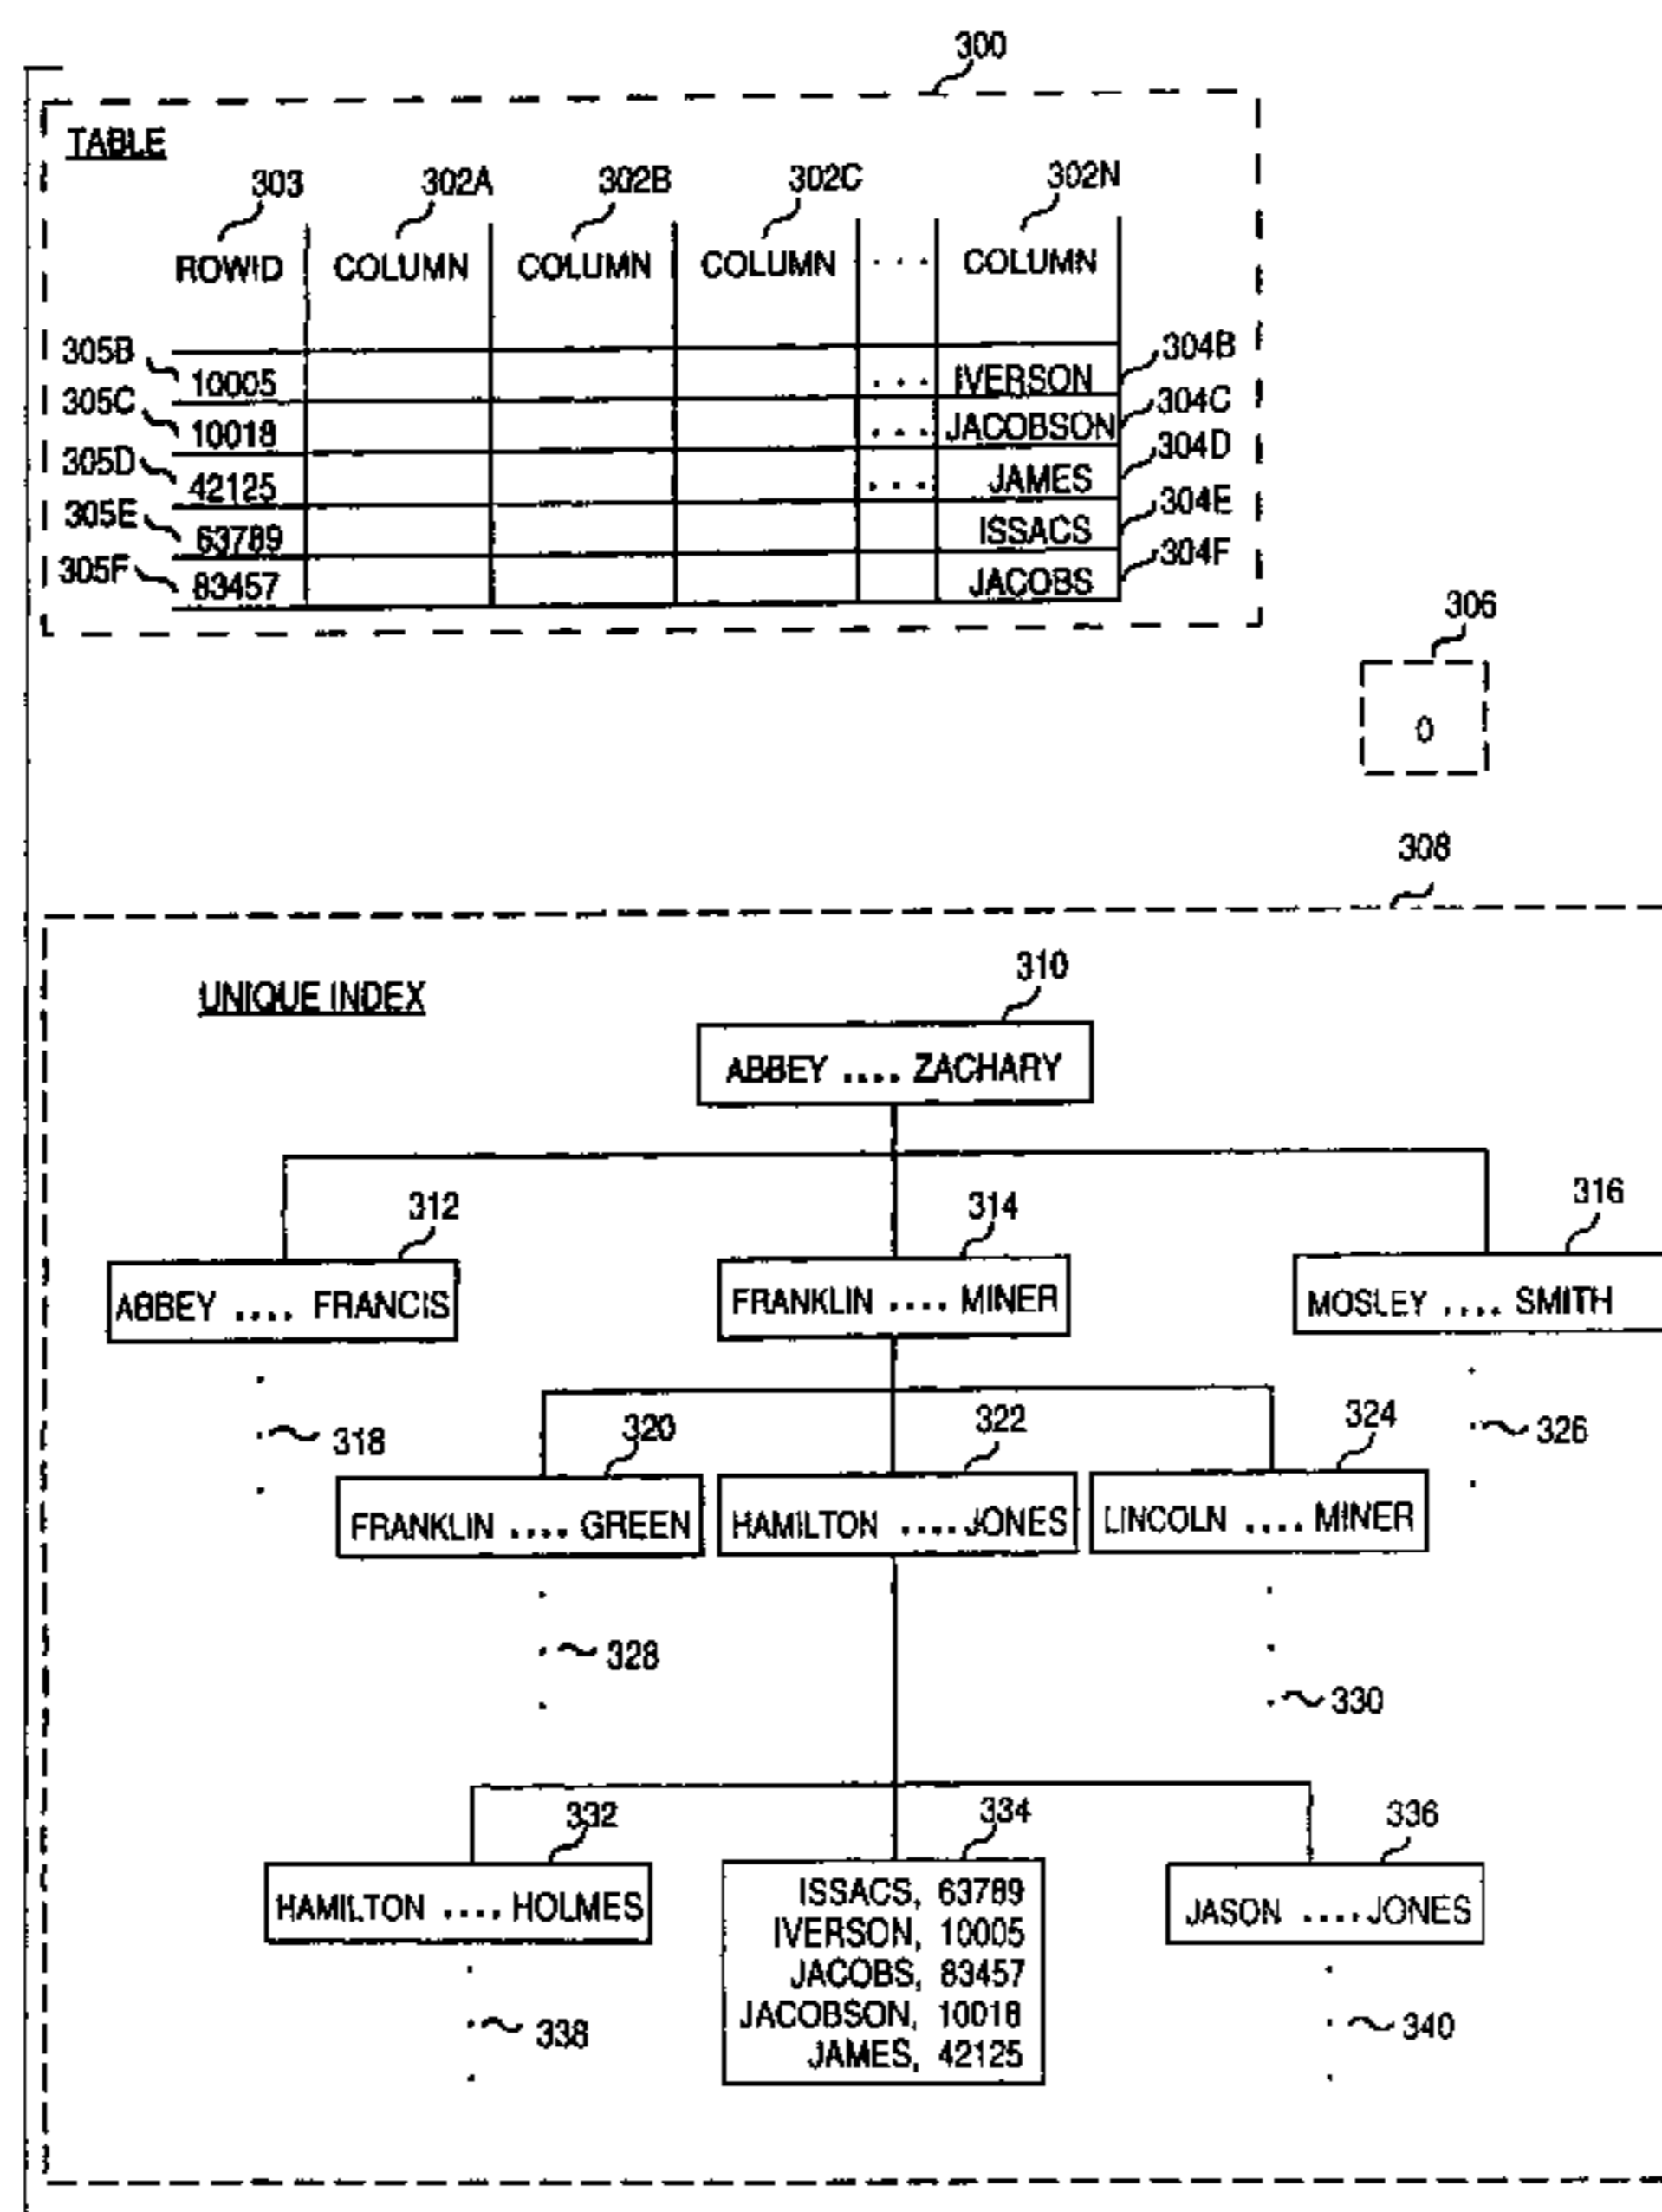 300
TABLE
303 302A 302B 302C 302N
ROWID COLUMN COLUMN COLUMN ... COLUMN
305B 10005 ... IVERSON 304B
305C 10018 ... JACOBSON 304C
305D 42125 ... JAMES 304D
305E 63789 ISSACS 304E
305F 83457 JACOBS 304F
306
0
308
UNIQUE INDEX
310
ABBEY .... ZACHARY
312 314 316
ABBEY .... FRANCIS FRANKLIN .... MINER MOSLEY .... SMITH
318 320 322 324 326
FRANKLIN .... GREEN HAMILTON .... JONES LINCOLN .... MINER
328
330
332 334 336
HAMILTON .... HOLMES
ISSACS, 63789
IVERSON, 10005
JACOBS, 83457
JACOBSON, 10018
JAMES, 42125
JASON .... JONES
338 340